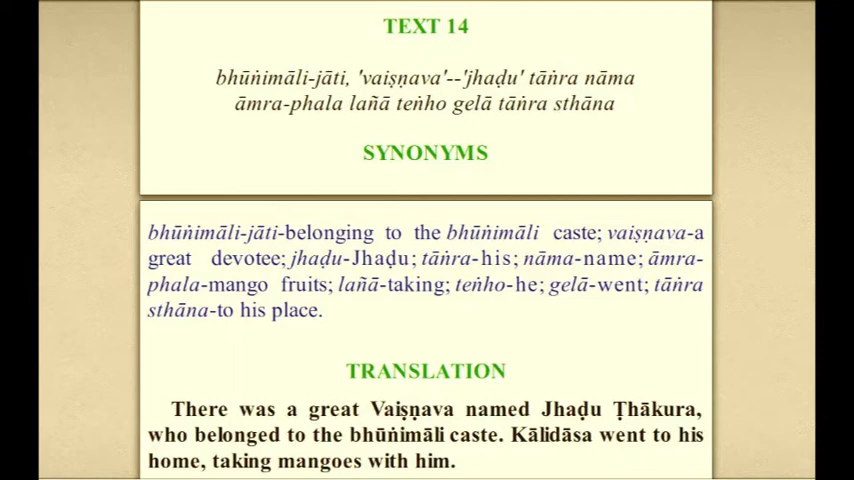 TEXT 14
bhūṅimāli-jāti, 'vaiṣṇava'--'jhaḍu' tāṅra nāma
āmra-phala lañā teṅho gelā tāṅra sthāna
SYNONYMS
bhūṅimāli-jāti-belonging to the bhūṅimāli caste; vaiṣṇava-a
great devotee; jhaḍu-Jhaḍu; tāṅra-his; nāma-name; āmra-
phala-mango fruits; lañā-taking; teṅho-he; gelā-went; tāṅra
sthāna-to his place.
TRANSLATION
There was a great Vaiṣṇava named Jhaḍu Ṭhākura,
who belonged to the bhūṅimāli caste. Kālidāsa went to his
home, taking mangoes with him.